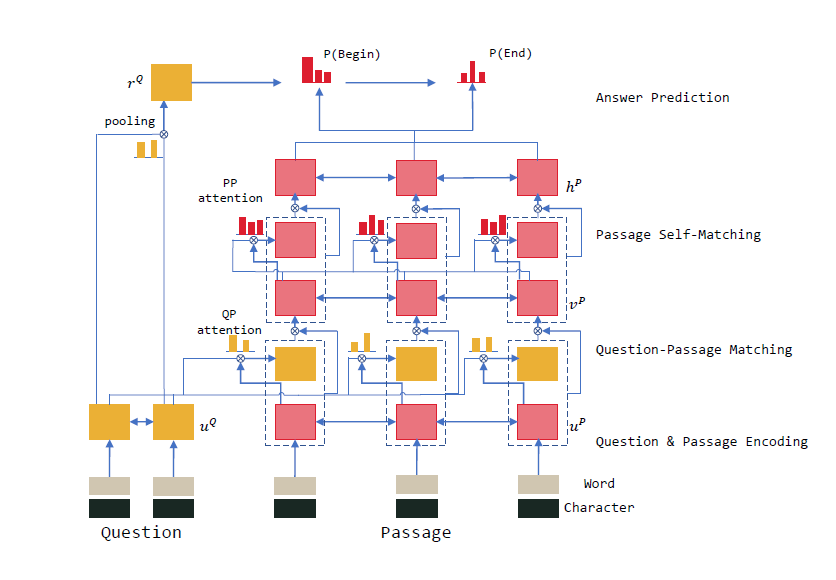 P(Begin)
P(End)
r^Q
Answer Prediction
pooling
PP
attention
h^P
Passage Self-Matching
v^P
QP
attention
Question-Passage Matching
u^Q
u^P
Question & Passage Encoding
Word
Character
Question
Passage